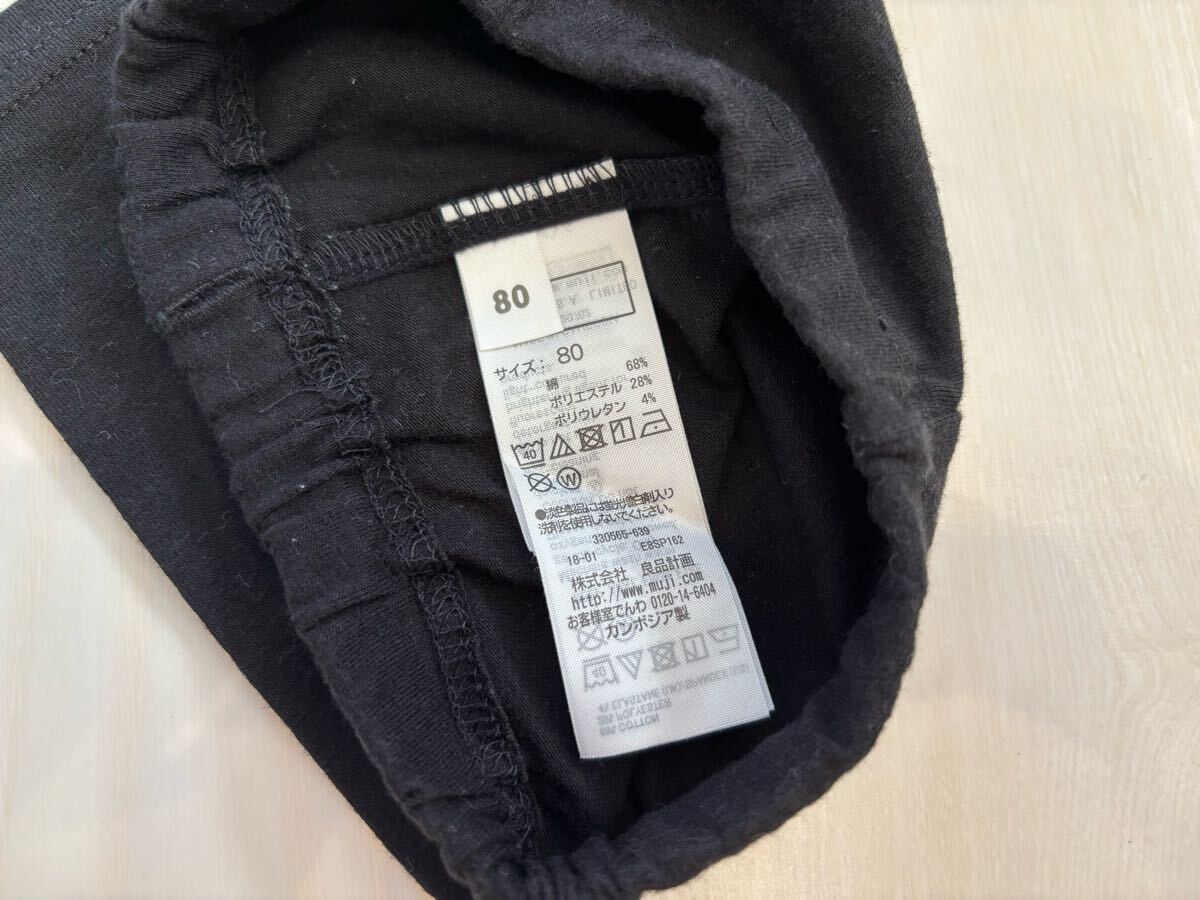 80
サイズ: 80
綿 68%
ポリエステル 28%
ポリウレタン 4%
40
W
●淡色製品には蛍光増白剤入り
洗剤を使用しないでください。
330565-639
18-01 E8SP162
株式会社 良品計画
http://www.muji.com
お客様室でんわ 0120-14-6404
カンボジア製